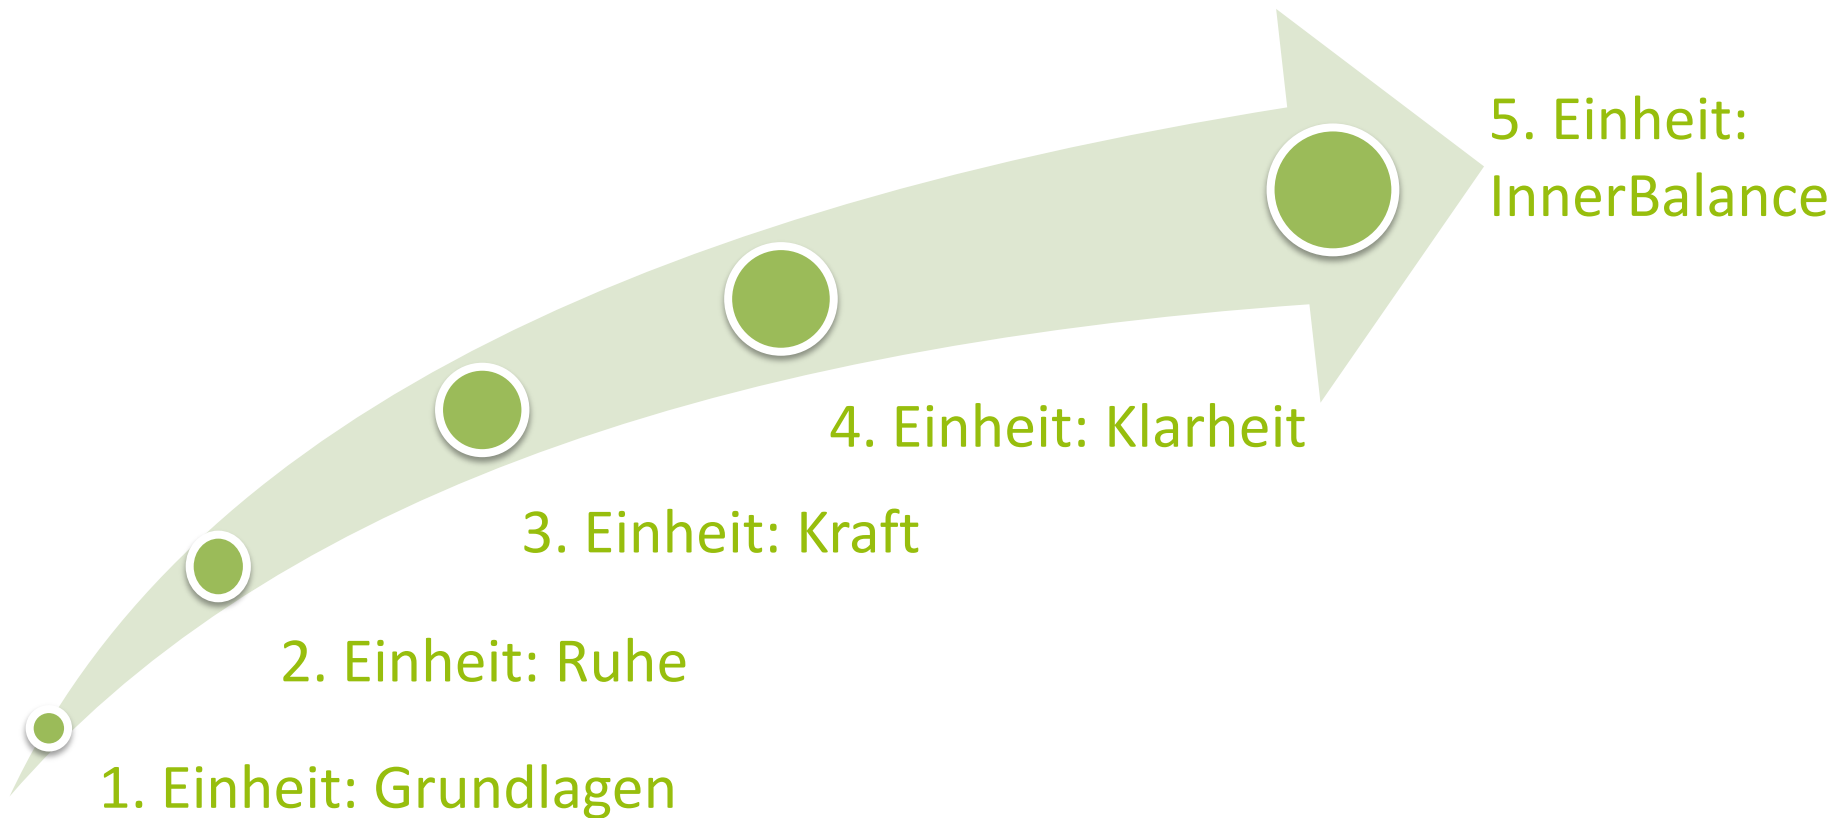 5. Einheit:
InnerBalance
4. Einheit: Klarheit
3. Einheit: Kraft
2. Einheit: Ruhe
1. Einheit: Grundlagen